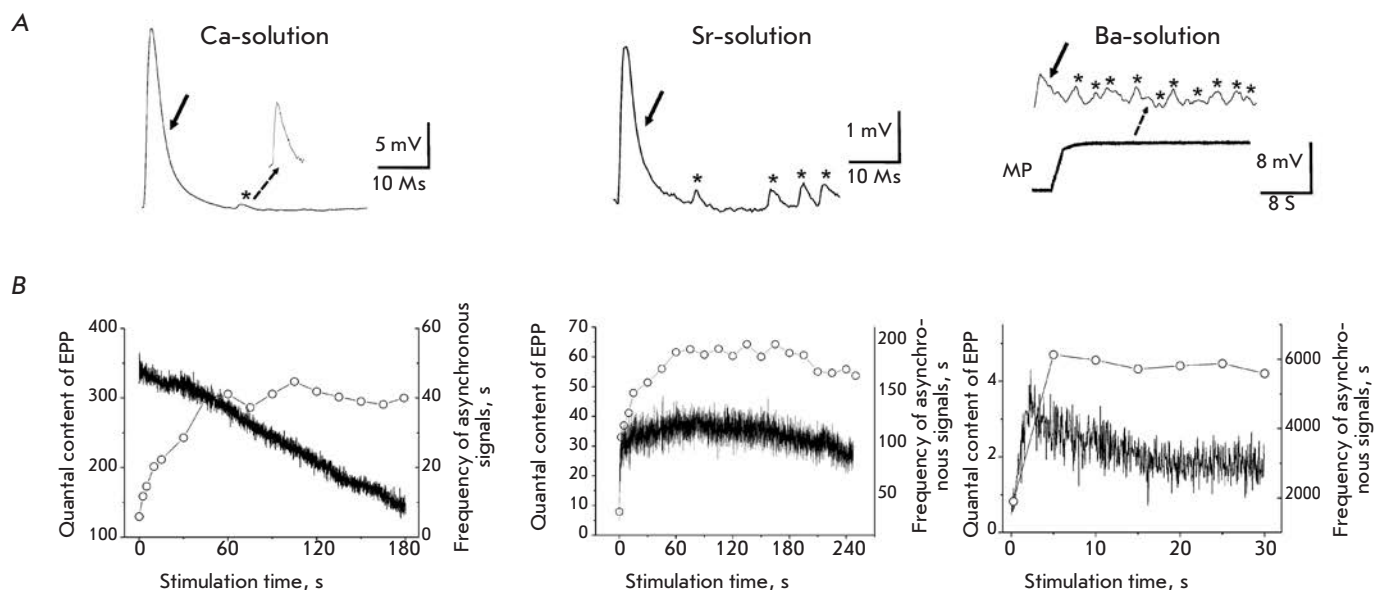 A
Ca-solution
Sr-solution
Ba-solution
*
5 mV
10 Ms
* * * *
1 mV
10 Ms
* * * * * * * * * *
MP
8 mV
8 S
B
Quantal content of EPP
400
300
200
100
60
40
20
0
Frequency of asynchronous
signals, s
0 60 120 180
Stimulation time, s
Quantal content of EPP
70
60
50
40
30
20
10
0
200
150
100
50
Frequency of asynchro-
nous signals, s
0 60 120 180 240
Stimulation time, s
Quantal content of EPP
4
2
0
6000
4000
2000
Frequency of asynchro-
nous signals, s
0 10 20 30
Stimulation time, s